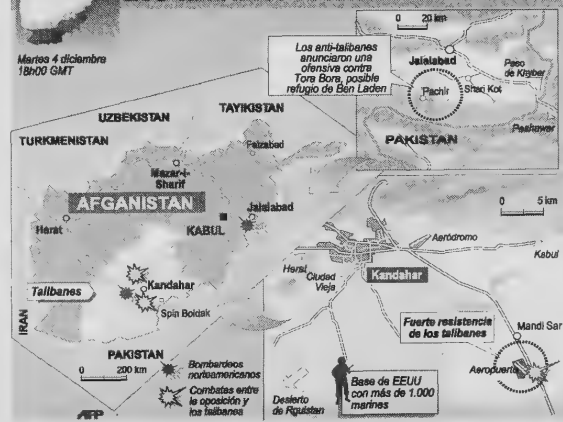 Martes 4 diciembre
18h00 GMT
Los anti-talibanes
anunciaron una
ofensiva contra
Tora Bora, posible
refugio de Ben Laden
0 20 km
Jalalabad
Paso
de Khyber
Pachir
Shari Kot
Peshawar
PAKISTAN
UZBEKISTAN
TAYIKISTAN
TURKMENISTAN
Faizabad
Mazar-i-
Sharif
AFGANISTAN
Jalalabad
Herat
KABUL
Talibanes
Kandahar
Spin Boldak
IRAN
PAKISTAN
0 200 km
Bombardeos
norteamericanos
Combates entre
la oposición y
los talibanes
AFP
0 5 km
Aeródromo
Kabul
Herat
Ciudad
Vieja
Kandahar
Fuerte resistencia
de los talibanes
Mandi Sar
Aeropuerto
Base de EEUU
con más de 1.000
marines
Desierto
de Rguistan